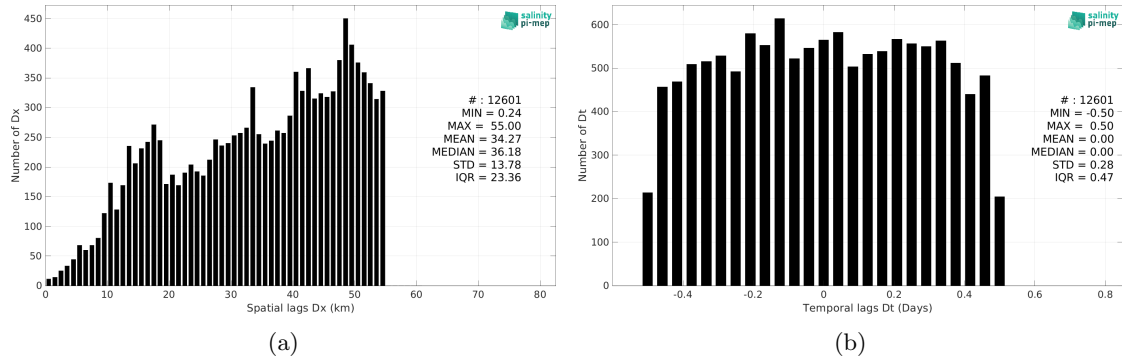 450
400
350
300
250
200
150
100
50
0
Number of Dx
0 10 20 30 40 50 60 70 80
Spatial lags Dx (km)
salinity
pi-mep
# : 12601
MIN = 0.24
MAX = 55.00
MEAN = 34.27
MEDIAN = 36.18
STD = 13.78
IQR = 23.36
(a)
600
500
400
300
200
100
0
Number of Dt
-0.4 -0.2 0 0.2 0.4 0.6 0.8
Temporal lags Dt (Days)
salinity
pi-mep
# : 12601
MIN = -0.50
MAX = 0.50
MEAN = 0.00
MEDIAN = 0.00
STD = 0.28
IQR = 0.47
(b)